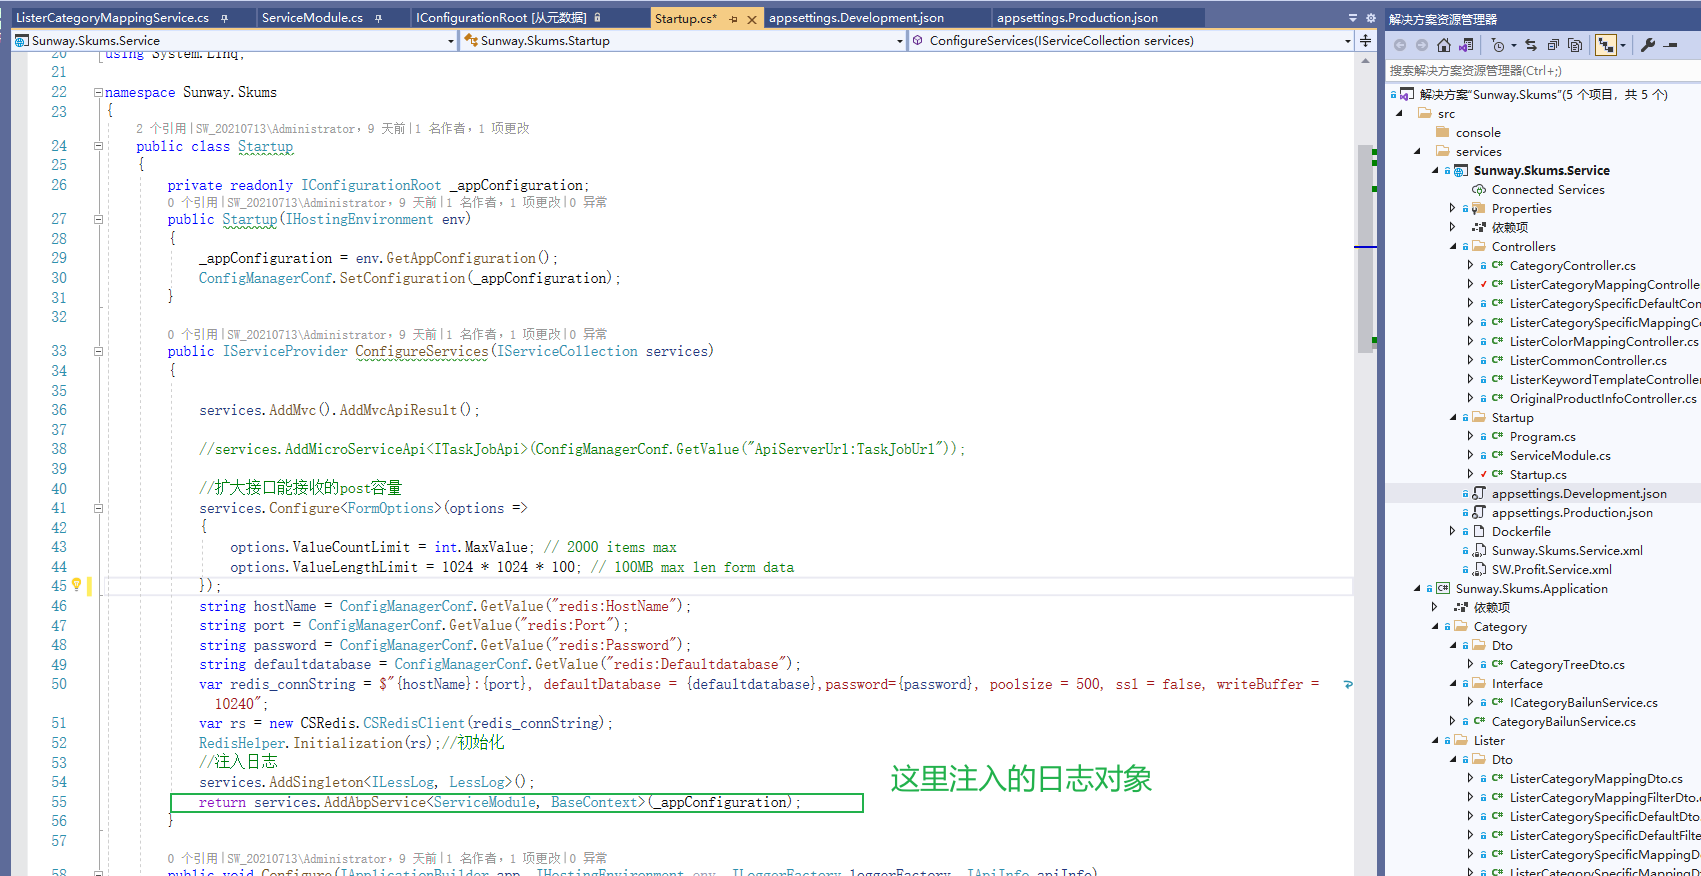 ListerCategoryMappingService.cs
ServiceModule.cs
IConfigurationRoot [从元数据]
Startup.cs*
appsettings.Development.json
appsettings.Production.json
Sunway.Skums.Service
Sunway.Skums.Startup
ConfigureServices(IServiceCollection services)
20 using System.Linq;
21
22 namespace Sunway.Skums
23 {
2 个引用|SW_20210713\Administrator，9 天前|1 名作者，1 项更改
24 public class Startup
25 {
26 private readonly IConfigurationRoot _appConfiguration;
0 个引用|SW_20210713\Administrator，9 天前|1 名作者，1 项更改|0 异常
27 public Startup(IHostingEnvironment env)
28 {
29 _appConfiguration = env.GetAppConfiguration();
30 ConfigManagerConf.SetConfiguration(_appConfiguration);
31 }
32
0 个引用|SW_20210713\Administrator，9 天前|1 名作者，1 项更改|0 异常
33 public IServiceProvider ConfigureServices(IServiceCollection services)
34 {
35
36 services.AddMvc().AddMvcApiResult();
37
38 //services.AddMicroServiceApi<ITaskJobApi>(ConfigManagerConf.GetValue("ApiServerUrl:TaskJobUrl"));
39
40 //扩大接口能接收的post容量
41 services.Configure<FormOptions>(options =>
42 {
43 options.ValueCountLimit = int.MaxValue; // 2000 items max
44 options.ValueLengthLimit = 1024 * 1024 * 100; // 100MB max len form data
45 });
46 string hostName = ConfigManagerConf.GetValue("redis:HostName");
47 string port = ConfigManagerConf.GetValue("redis:Port");
48 string password = ConfigManagerConf.GetValue("redis:Password");
49 string defaultdatabase = ConfigManagerConf.GetValue("redis:Defaultdatabase");
50 var redis_connString = $"{hostName}:{port}, defaultDatabase = {defaultdatabase},password={password}, poolsize = 500, ssl = false, writeBuffer =
10240";
51 var rs = new CSRedis.CSRedisClient(redis_connString);
52 RedisHelper.Initialization(rs);//初始化
53 //注入日志
54 services.AddSingleton<ILessLog, LessLog>();
55 return services.AddAbpService<ServiceModule, BaseContext>(_appConfiguration);
56 }
57
0 个引用|SW_20210713\Administrator，9 天前|1 名作者，1 项更改|0 异常
58 public void Configure(IApplicationBuilder app, IHostingEnvironment env, ILoggerFactory loggerFactory, IApiInfo apiInfo)
这里注入的日志对象
解决方案资源管理器
搜索解决方案资源管理器(Ctrl+;)
解决方案"Sunway.Skums"(5 个项目，共 5 个)
src
console
services
Sunway.Skums.Service
Connected Services
Properties
依赖项
Controllers
CategoryController.cs
ListerCategoryMappingControlle
ListerCategorySpecificDefaultCon
ListerCategorySpecificMappingCo
ListerColorMappingController.cs
ListerCommonController.cs
ListerKeywordTemplateController
OriginalProductInfoController.cs
Startup
Program.cs
ServiceModule.cs
Startup.cs
appsettings.Development.json
appsettings.Production.json
Dockerfile
Sunway.Skums.Service.xml
SW.Profit.Service.xml
Sunway.Skums.Application
依赖项
Category
Dto
CategoryTreeDto.cs
Interface
ICategoryBailunService.cs
CategoryBailunService.cs
Lister
Dto
ListerCategoryMappingDto.cs
ListerCategoryMappingFilterDto.c
ListerCategorySpecificDefaultDto.
ListerCategorySpecificDefaultFilte
ListerCategorySpecificMappingD
ListerCategorySpecificMappingD